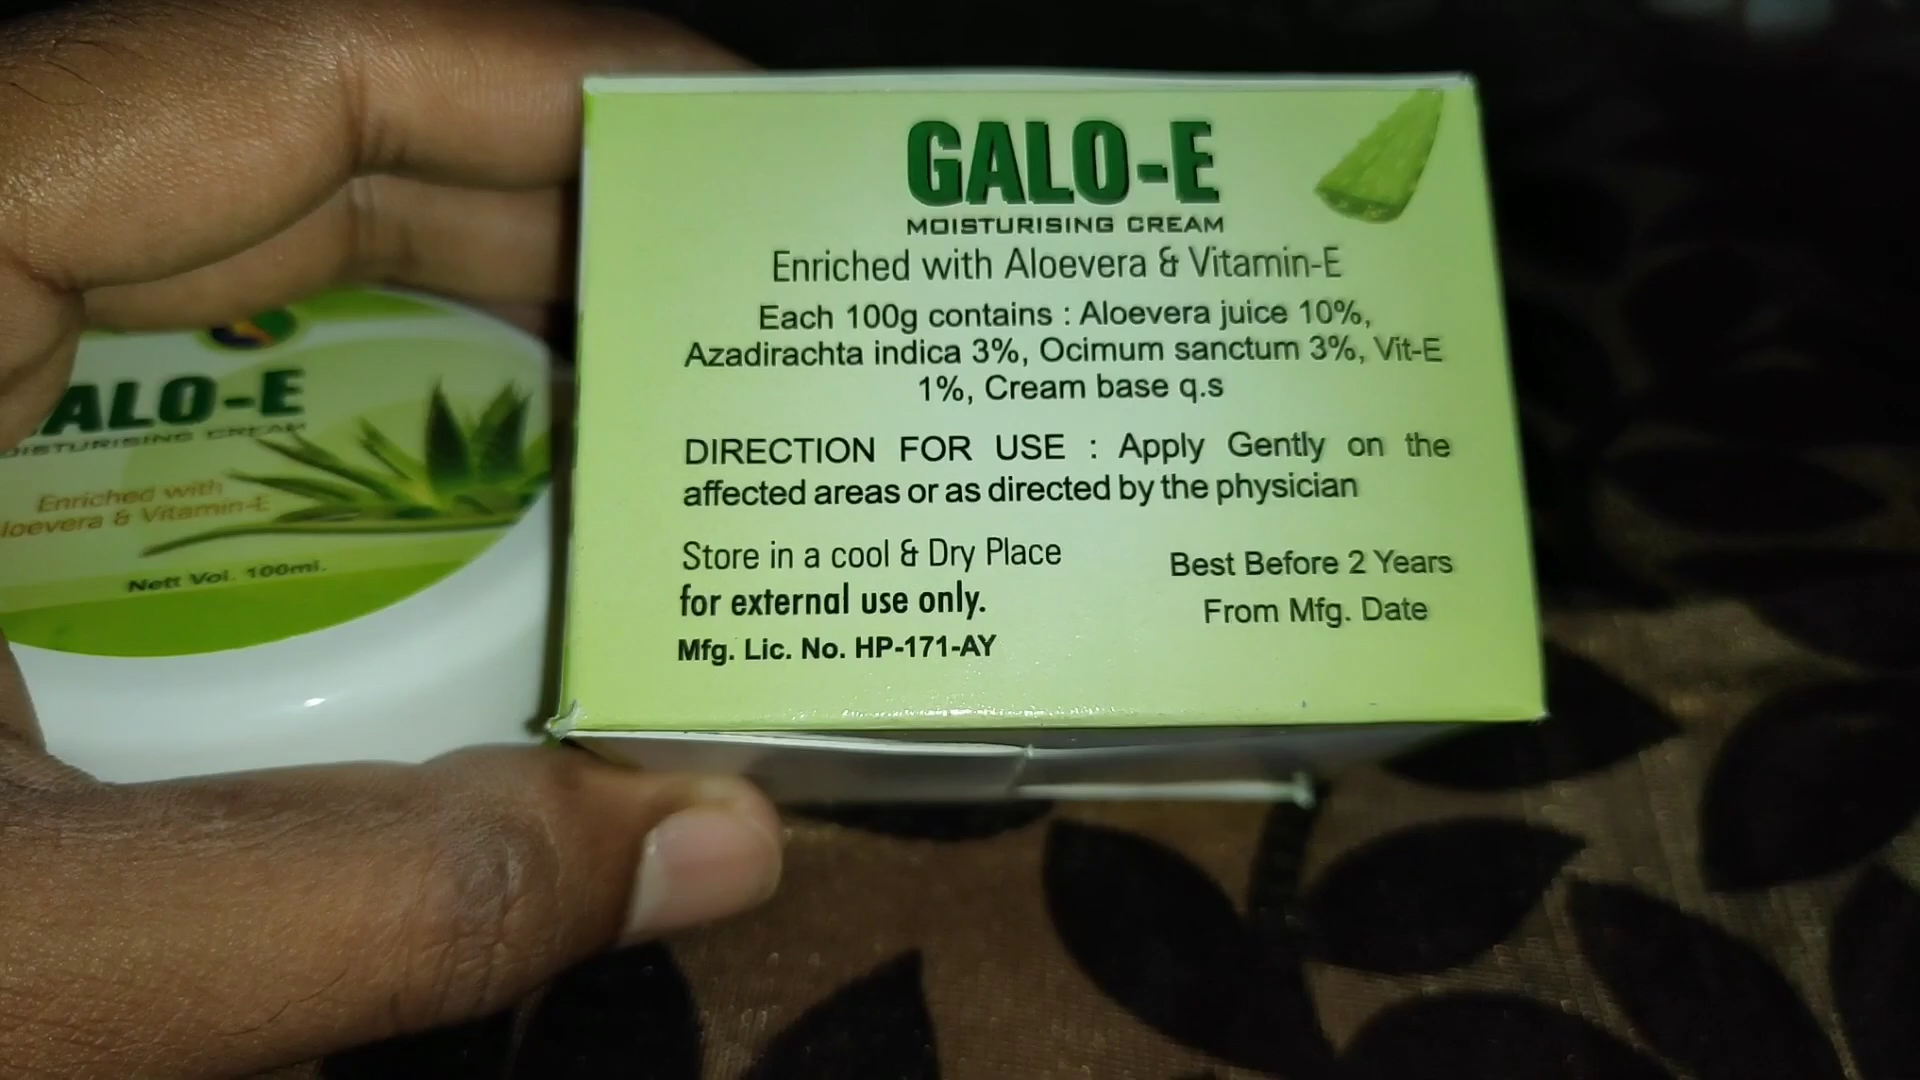 GALO-E
MOISTURISING CREAM
Enriched with Aloevera & Vitamin-E
Each 100g contains : Aloevera juice 10%,
Azadirachta indica 3%, Ocimum sanctum 3%, Vit-E
1%, Cream base q.s
DIRECTION FOR USE : Apply Gently on the
affected areas or as directed by the physician
Store in a cool & Dry Place
for external use only.
Mfg. Lic. No. HP-171-AY
Best Before 2 Years
From Mfg. Date
ALO-E
OISTURISING CREAM
Enriched with
loevera & Vitamin-E
Nett Vol. 100ml.